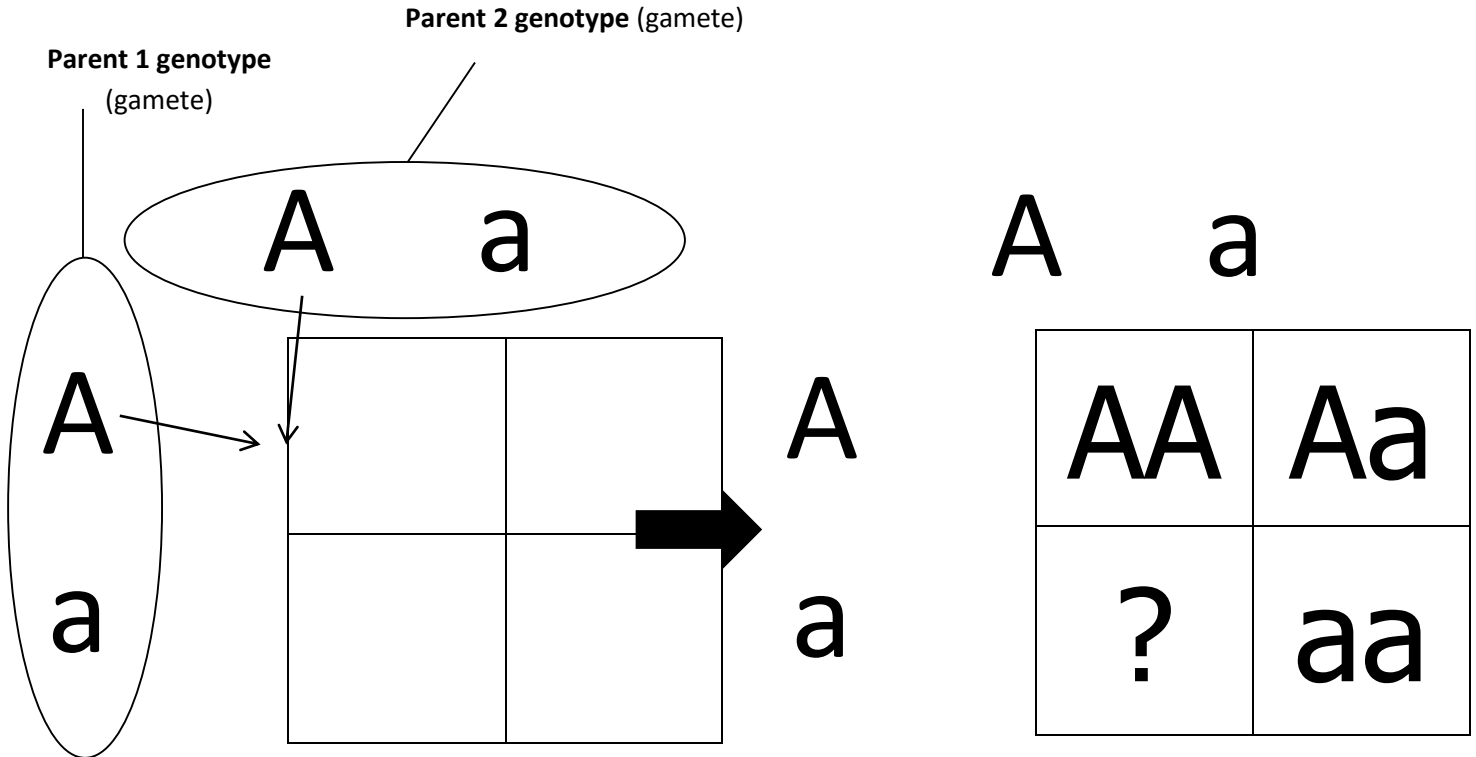 Parent 2 genotype (gamete)
Parent 1 genotype
(gamete)
A a
A
a
A a
A
a
AA Aa
? aa